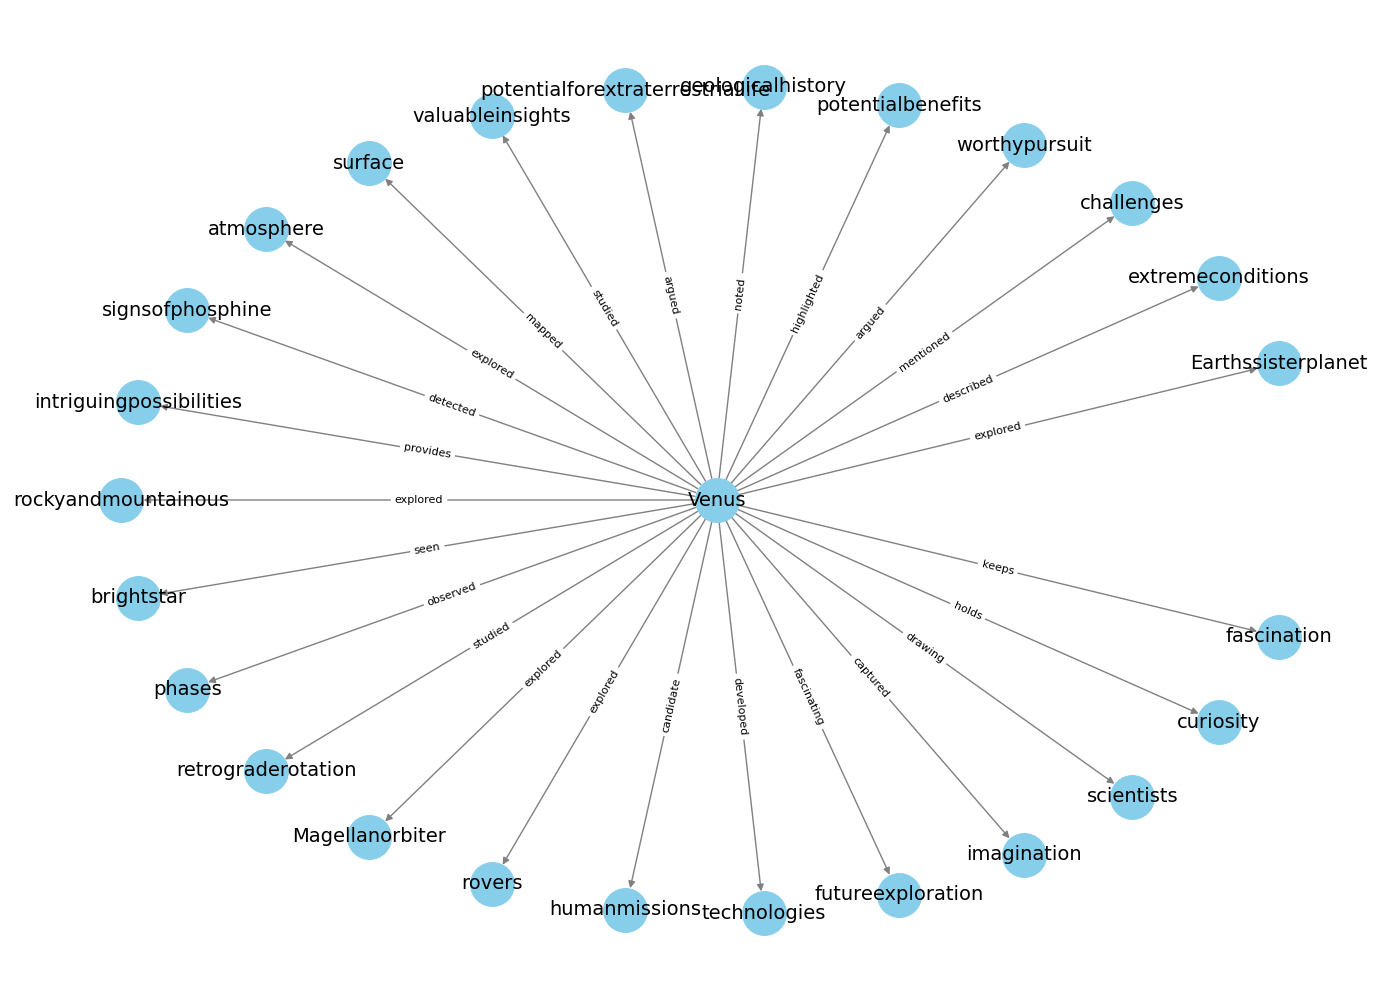 geologicalhistory
potentialforextraterrestriallife
potentialbenefits
valuableinsights
worthypursuit
surface
challenges
atmosphere
extremeconditions
signsofphosphine
Earthssisterplanet
intriguingpossibilities
rockyandmountainous
Venus
brightstar
fascination
phases
curiosity
retrograderotation
scientists
Magellanorbiter
imagination
rovers
futureexploration
humanmissions
technologies
studied
argued
noted
highlighted
argued
mapped
mentioned
explored
described
detected
explored
provides
explored
seen
keeps
observed
holds
studied
drawing
explored
captured
explored
candidate
developed
fascinating